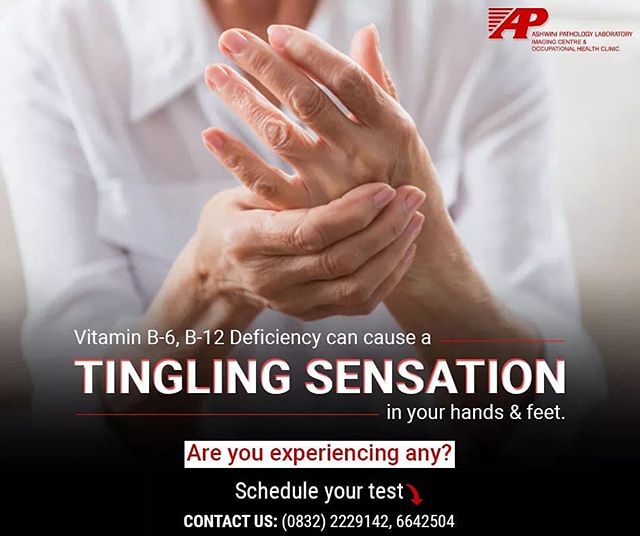 AP
ASHWINI PATHOLOGY LABORATORY
IMAGING CENTRE &
OCCUPATIONAL HEALTH CLINIC
Vitamin B-6, B-12 Deficiency can cause a
TINGLING SENSATION
in your hands & feet.
Are you experiencing any?
Schedule your test
CONTACT US: (0832) 2229142, 6642504